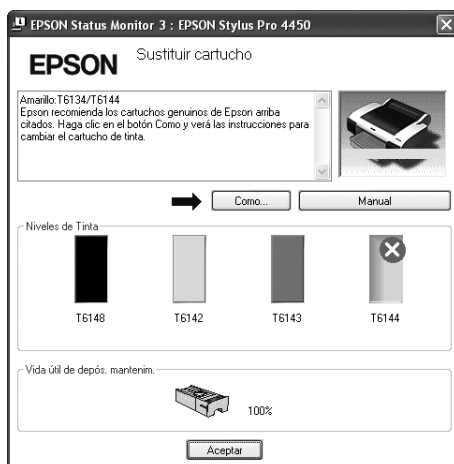 EPSON Status Monitor 3 : EPSON Stylus Pro 4450
EPSON
Sustituir cartucho
Amarillo:T6134/T6144
Epson recomienda los cartuchos genuinos de Epson arriba
citados. Haga clic en el botón Como y verá las instrucciones para
cambiar el cartucho de tinta.
Como...
Manual
Niveles de Tinta
T6148
T6142
T6143
T6144
Vida útil de depós. mantenim.
100%
Aceptar